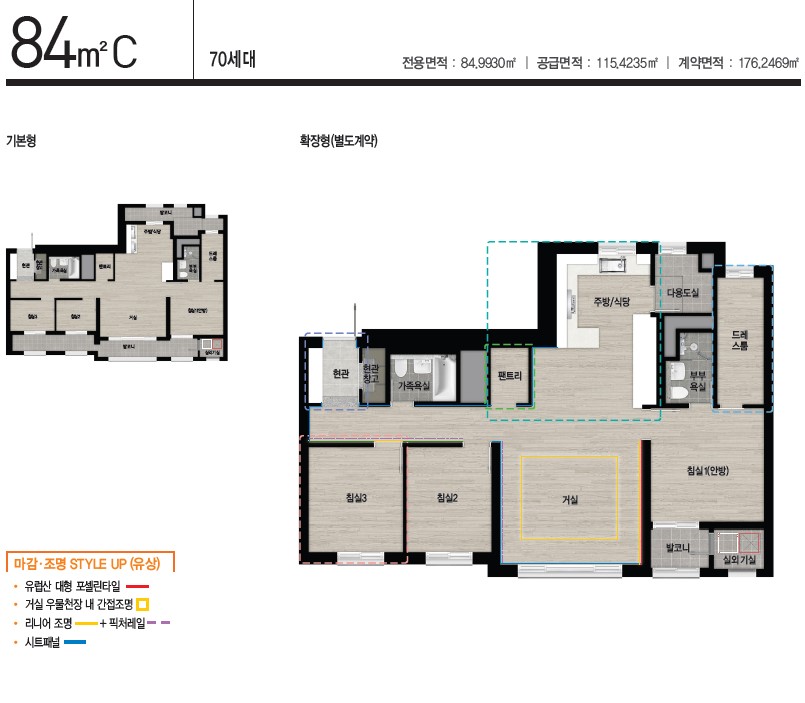 84㎡ C
70세대
전용면적 : 84.9930㎡ | 공급면적 : 115.4235㎡ | 계약면적 : 176.2469㎡
기본형
확장형(별도계약)
발코니
주방/식당
현관
가족욕실
팬트리
드레
스룸
침실3
침실2
거실
침실1(안방)
발코니
실외기실
주방/식당
다용도실
드레
스룸
현관
현관
창고
가족욕실
팬트리
부부
욕실
침실1(안방)
침실3
침실2
거실
발코니
실외기실
마감·조명 STYLE UP (유상)
• 유럽산 대형 포셀린타일
• 거실 우물천장 내 간접조명
• 리니어 조명 + 픽처레일
• 시트패널